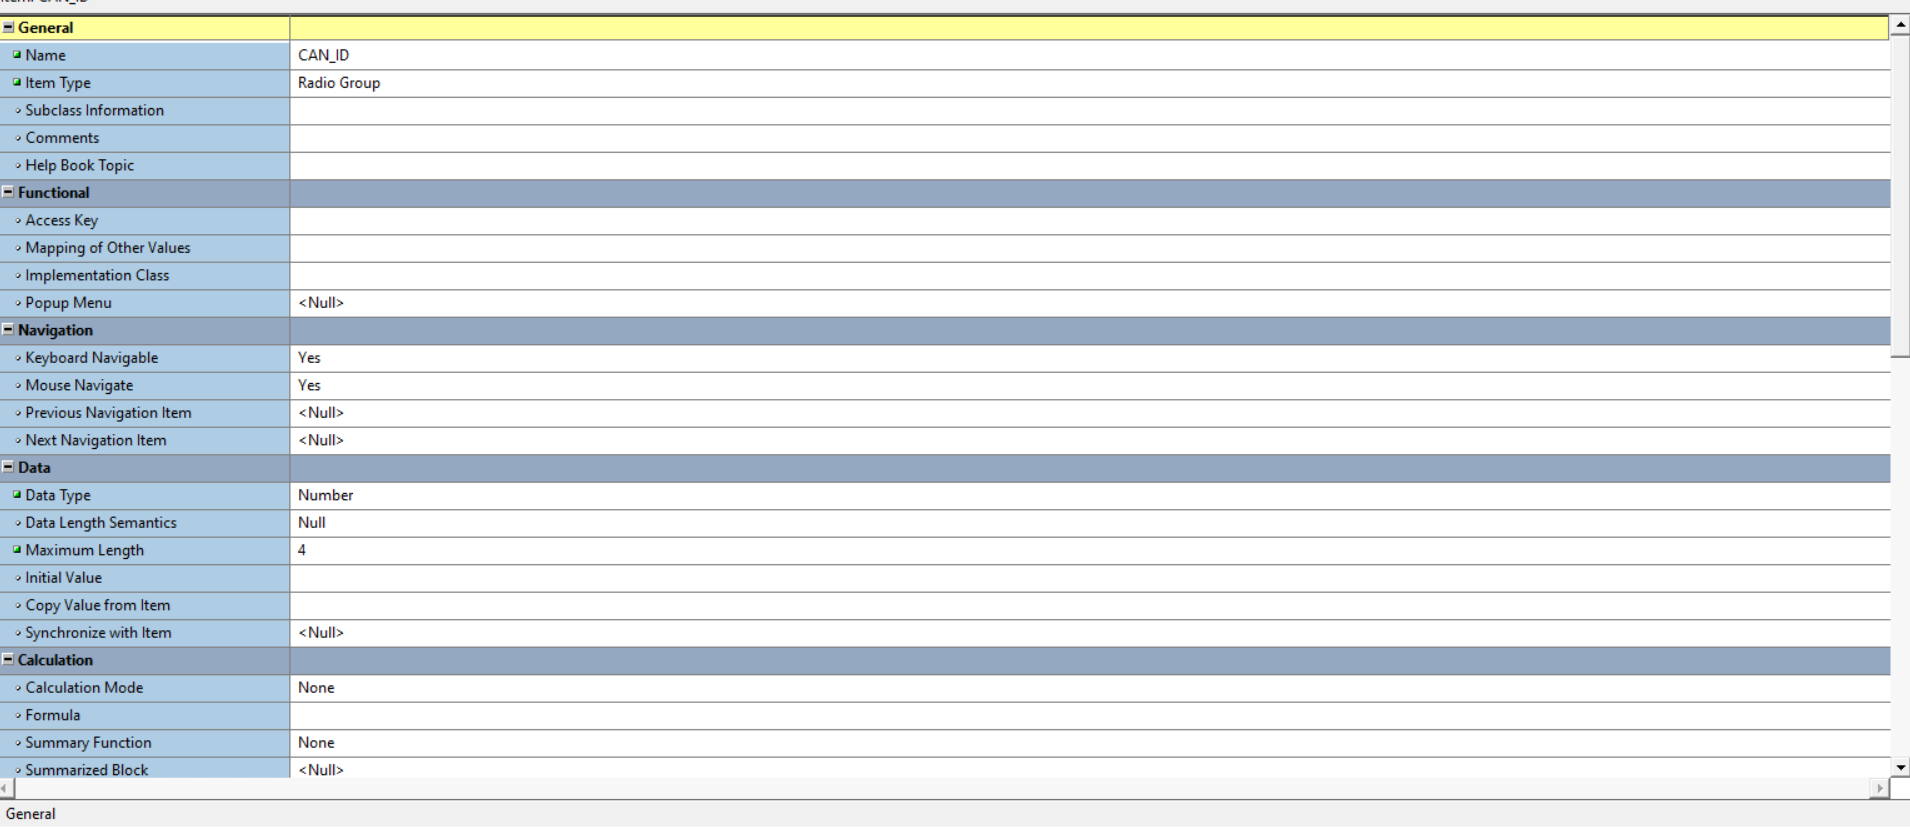 Item: CAN_ID
General
Name CAN_ID
Item Type Radio Group
Subclass Information
Comments
Help Book Topic
Functional
Access Key
Mapping of Other Values
Implementation Class
Popup Menu <Null>
Navigation
Keyboard Navigable Yes
Mouse Navigate Yes
Previous Navigation Item <Null>
Next Navigation Item <Null>
Data
Data Type Number
Data Length Semantics Null
Maximum Length 4
Initial Value
Copy Value from Item
Synchronize with Item <Null>
Calculation
Calculation Mode None
Formula
Summary Function None
Summarized Block <Null>
General